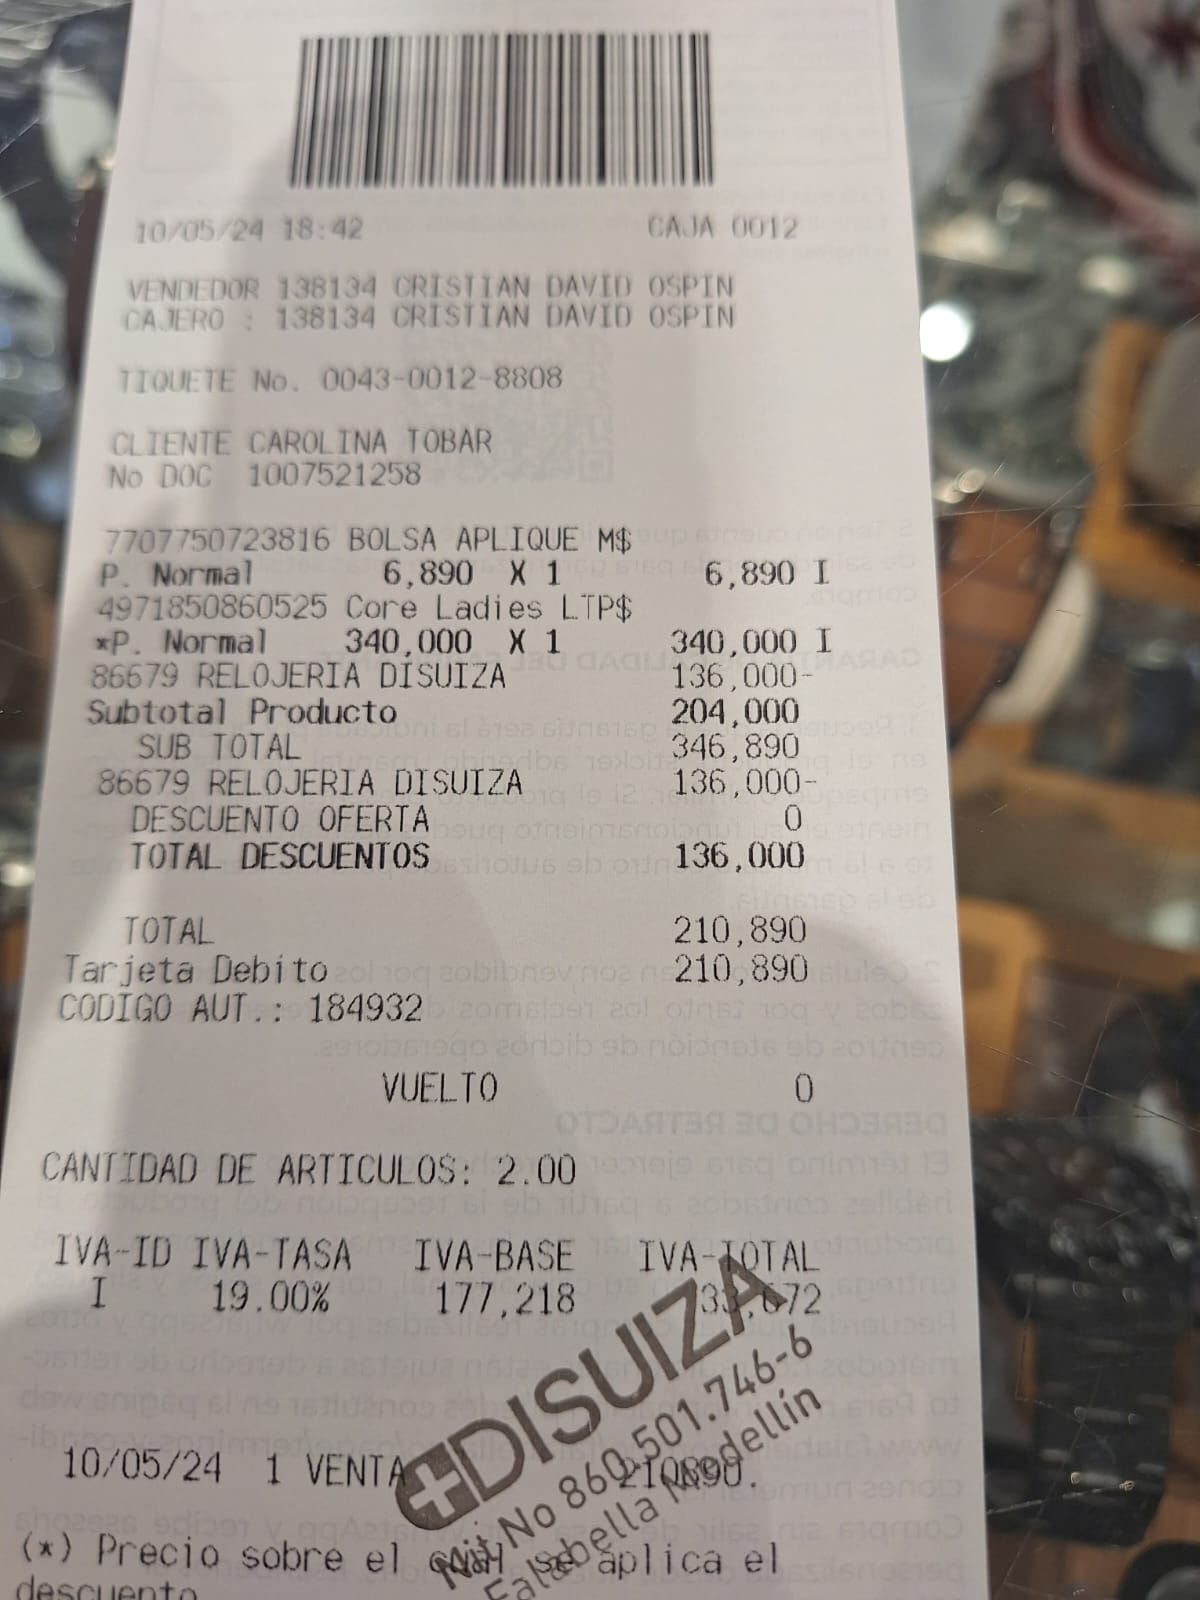 10/05/24 18:42 CAJA 0012
VENDEDOR 138134 CRISTIAN DAVID OSPIN
CAJERO : 138134 CRISTIAN DAVID OSPIN
TIQUETE No. 0043-0012-8808
CLIENTE CAROLINA TOBAR
No DOC 1007521258
7707750723816 BOLSA APLIQUE M$
P. Normal 6,890 X 1 6,890 I
4971850860525 Core Ladies LTP$
*P. Normal 340,000 X 1 340,000 I
86679 RELOJERIA DISUIZA 136,000-
Subtotal Producto 204,000
SUB TOTAL 346,890
86679 RELOJERIA DISUIZA 136,000-
DESCUENTO OFERTA 0
TOTAL DESCUENTOS 136,000
TOTAL 210,890
Tarjeta Debito 210,890
CODIGO AUT.: 184932
VUELTO 0
CANTIDAD DE ARTICULOS: 2.00
IVA-ID IVA-TASA IVA-BASE IVA-TOTAL
I 19.00% 177,218 33,672
10/05/24 1 VENTA 210890.
DISUIZA
Nit No 860.501.746-6
Falabella Medellín
(*) Precio sobre el cual se aplica el
descuento